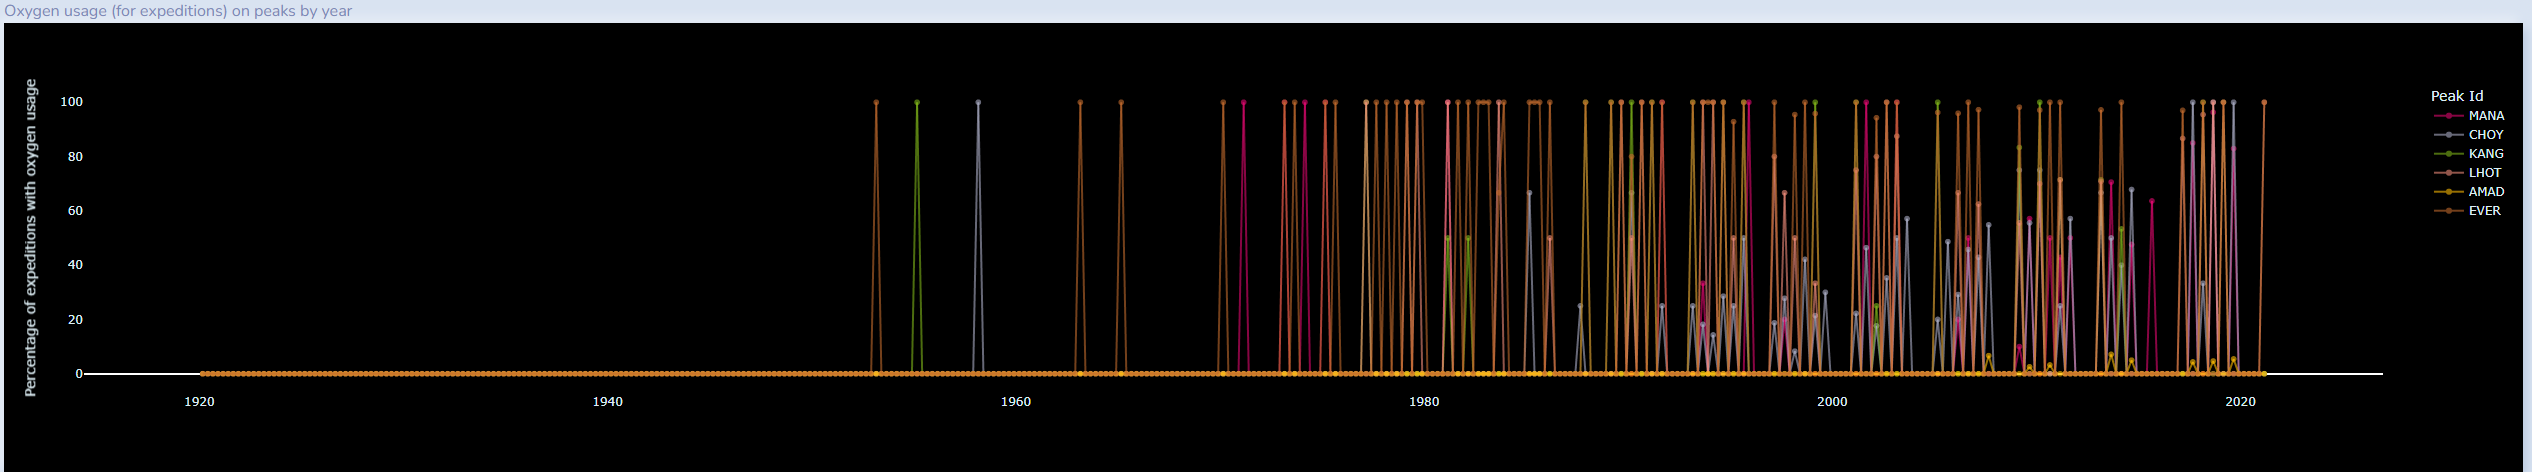 Oxygen usage (for expeditions) on peaks by year
Percentage of expeditions with oxygen usage
100
80
60
40
20
0
1920
1940
1960
1980
2000
2020
Peak Id
MANA
CHOY
KANG
LHOT
AMAD
EVER